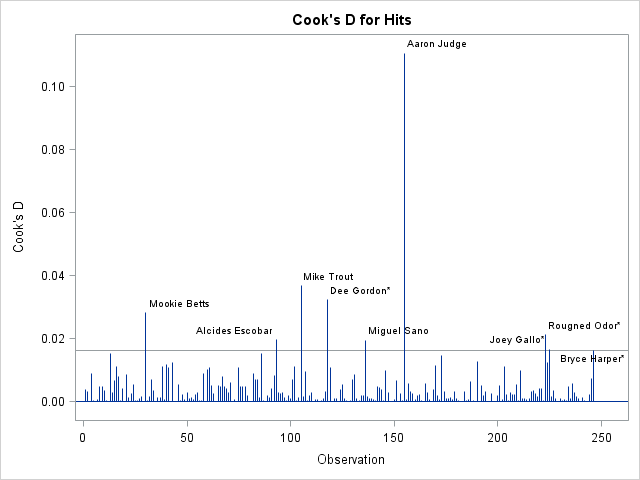 Cook's D for Hits
Aaron Judge
0.10
0.08
0.06
Cook's D
0.04
Mike Trout
Dee Gordon*
Mookie Betts
Rougned Odor*
Alcides Escobar
Miguel Sano
0.02
Joey Gallo*
Bryce Harper*
0.00
0 50 100 150 200 250
Observation